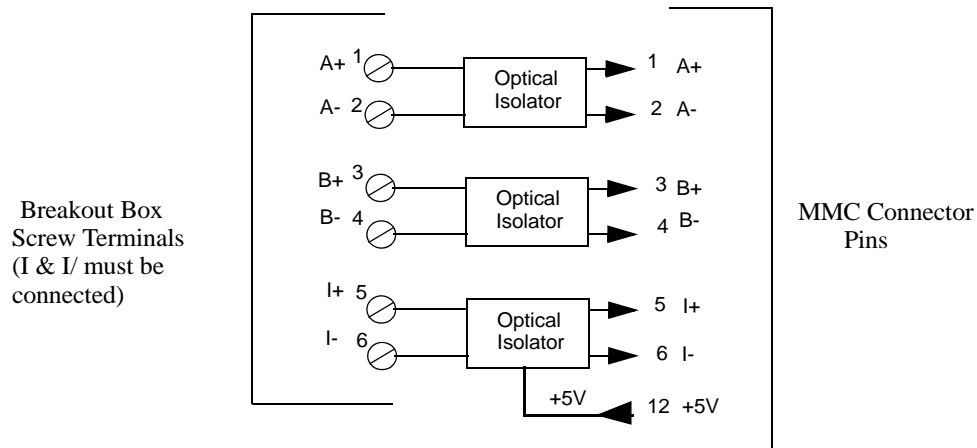 A+ 1
A- 2
Optical
Isolator
1 A+
2 A-
B+ 3
B- 4
Optical
Isolator
3 B+
4 B-
Breakout Box
Screw Terminals
(I & I/ must be
connected)
MMC Connector
Pins
I+ 5
I- 6
Optical
Isolator
5 I+
6 I-
+5V
12 +5V